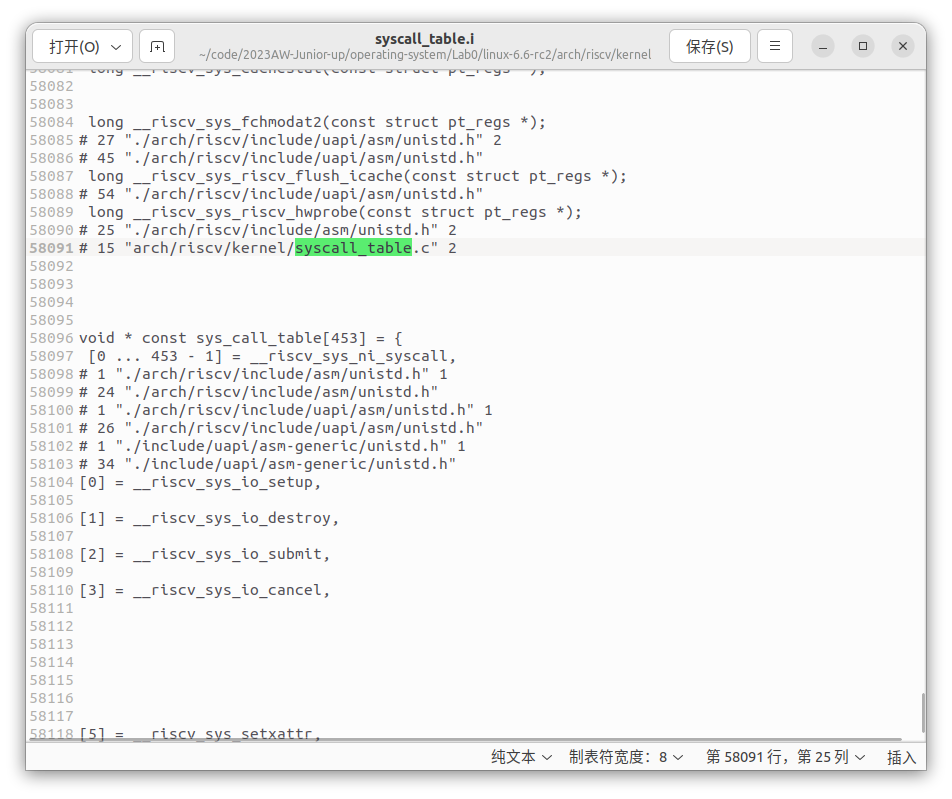 打开(O)
syscall_table.i
~/code/2023AW-Junior-up/operating-system/Lab0/linux-6.6-rc2/arch/riscv/kernel
保存(S)
58081 long __riscv_sys_cachestat(const struct pt_regs *);
58082
58083
58084 long __riscv_sys_fchmodat2(const struct pt_regs *);
58085 # 27 "./arch/riscv/include/uapi/asm/unistd.h" 2
58086 # 45 "./arch/riscv/include/uapi/asm/unistd.h"
58087 long __riscv_sys_riscv_flush_icache(const struct pt_regs *);
58088 # 54 "./arch/riscv/include/uapi/asm/unistd.h"
58089 long __riscv_sys_riscv_hwprobe(const struct pt_regs *);
58090 # 25 "./arch/riscv/include/asm/unistd.h" 2
58091 # 15 "arch/riscv/kernel/syscall_table.c" 2
58092
58093
58094
58095
58096 void * const sys_call_table[453] = {
58097 [0 ... 453 - 1] = __riscv_sys_ni_syscall,
58098 # 1 "./arch/riscv/include/asm/unistd.h" 1
58099 # 24 "./arch/riscv/include/asm/unistd.h"
58100 # 1 "./arch/riscv/include/uapi/asm/unistd.h" 1
58101 # 26 "./arch/riscv/include/uapi/asm/unistd.h"
58102 # 1 "./include/uapi/asm-generic/unistd.h" 1
58103 # 34 "./include/uapi/asm-generic/unistd.h"
58104 [0] = __riscv_sys_io_setup,
58105
58106 [1] = __riscv_sys_io_destroy,
58107
58108 [2] = __riscv_sys_io_submit,
58109
58110 [3] = __riscv_sys_io_cancel,
58111
58112
58113
58114
58115
58116
58117
58118 [5] = __riscv_sys_setxattr,
纯文本 制表符宽度：8 第 58091 行，第 25 列 插入